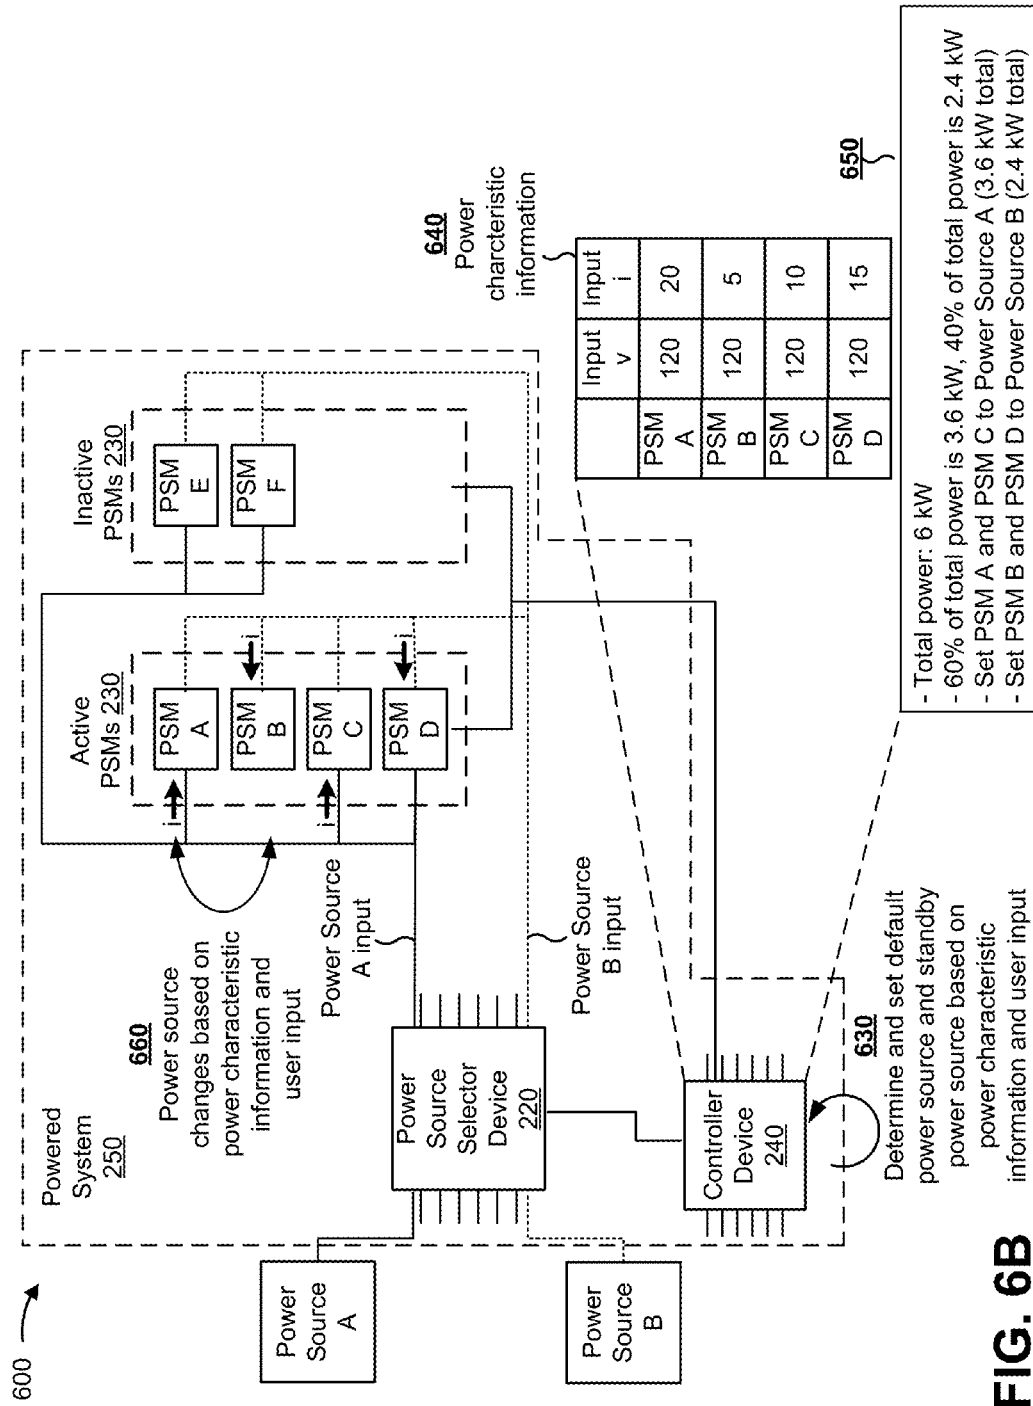 600
Powered
System
250
Power
Source
A
Power
Source
B
660
Power source
changes based on
power characteristic
information and
user input
Power
Source
Selector
Device
220
Power Source
A input
Power Source
B input
Active
PSMs 230
PSM
A
PSM
B
PSM
C
PSM
D
i
i
i
i
Inactive
PSMs 230
PSM
E
PSM
F
Controller
Device
240
630
Determine and set default
power source and standby
power source based on
power characteristic
information and user input
640
Power
charcteristic
information
Input
v
Input
i
PSM
A
120
20
PSM
B
120
5
PSM
C
120
10
PSM
D
120
15
650
- Total power: 6 kW
- 60% of total power is 3.6 kW, 40% of total power is 2.4 kW
- Set PSM A and PSM C to Power Source A (3.6 kW total)
- Set PSM B and PSM D to Power Source B (2.4 kW total)
FIG. 6B